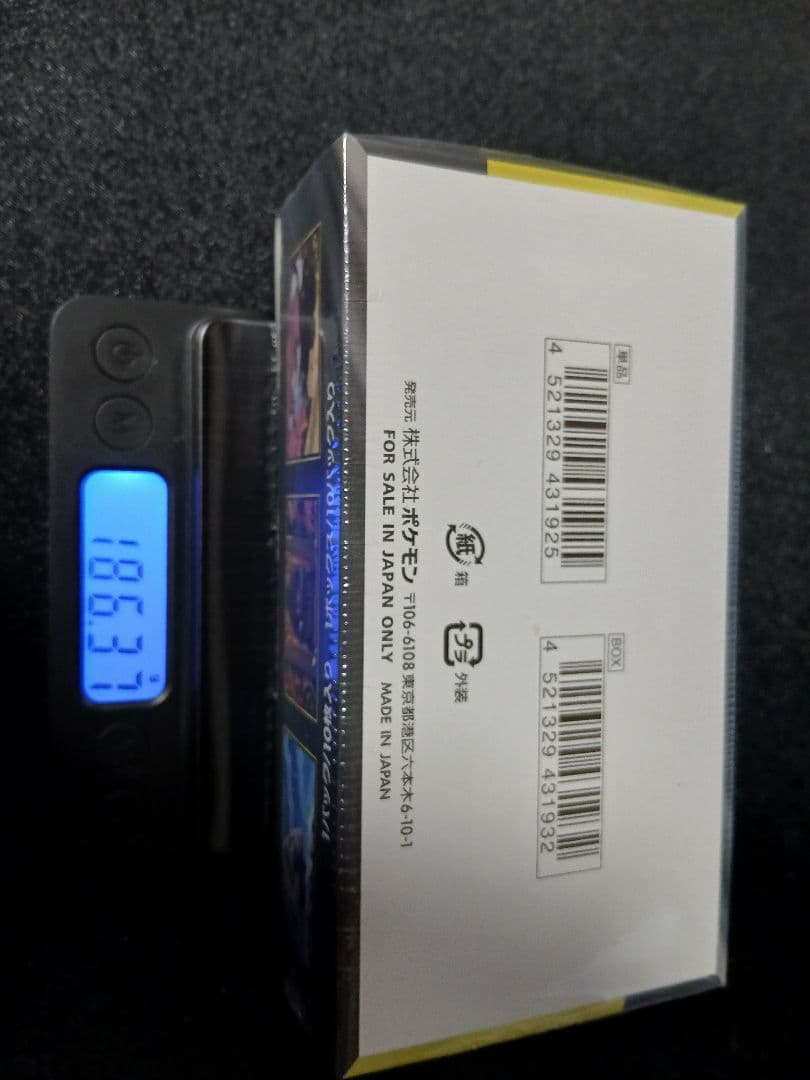 186.37
g
単品
4 521329 431925
BOX
4 521329 431932
紙
箱
プラ
外装
発売元 株式会社ポケモン 〒106-6108 東京都港区六本木6-10-1
FOR SALE IN JAPAN ONLY MADE IN JAPAN